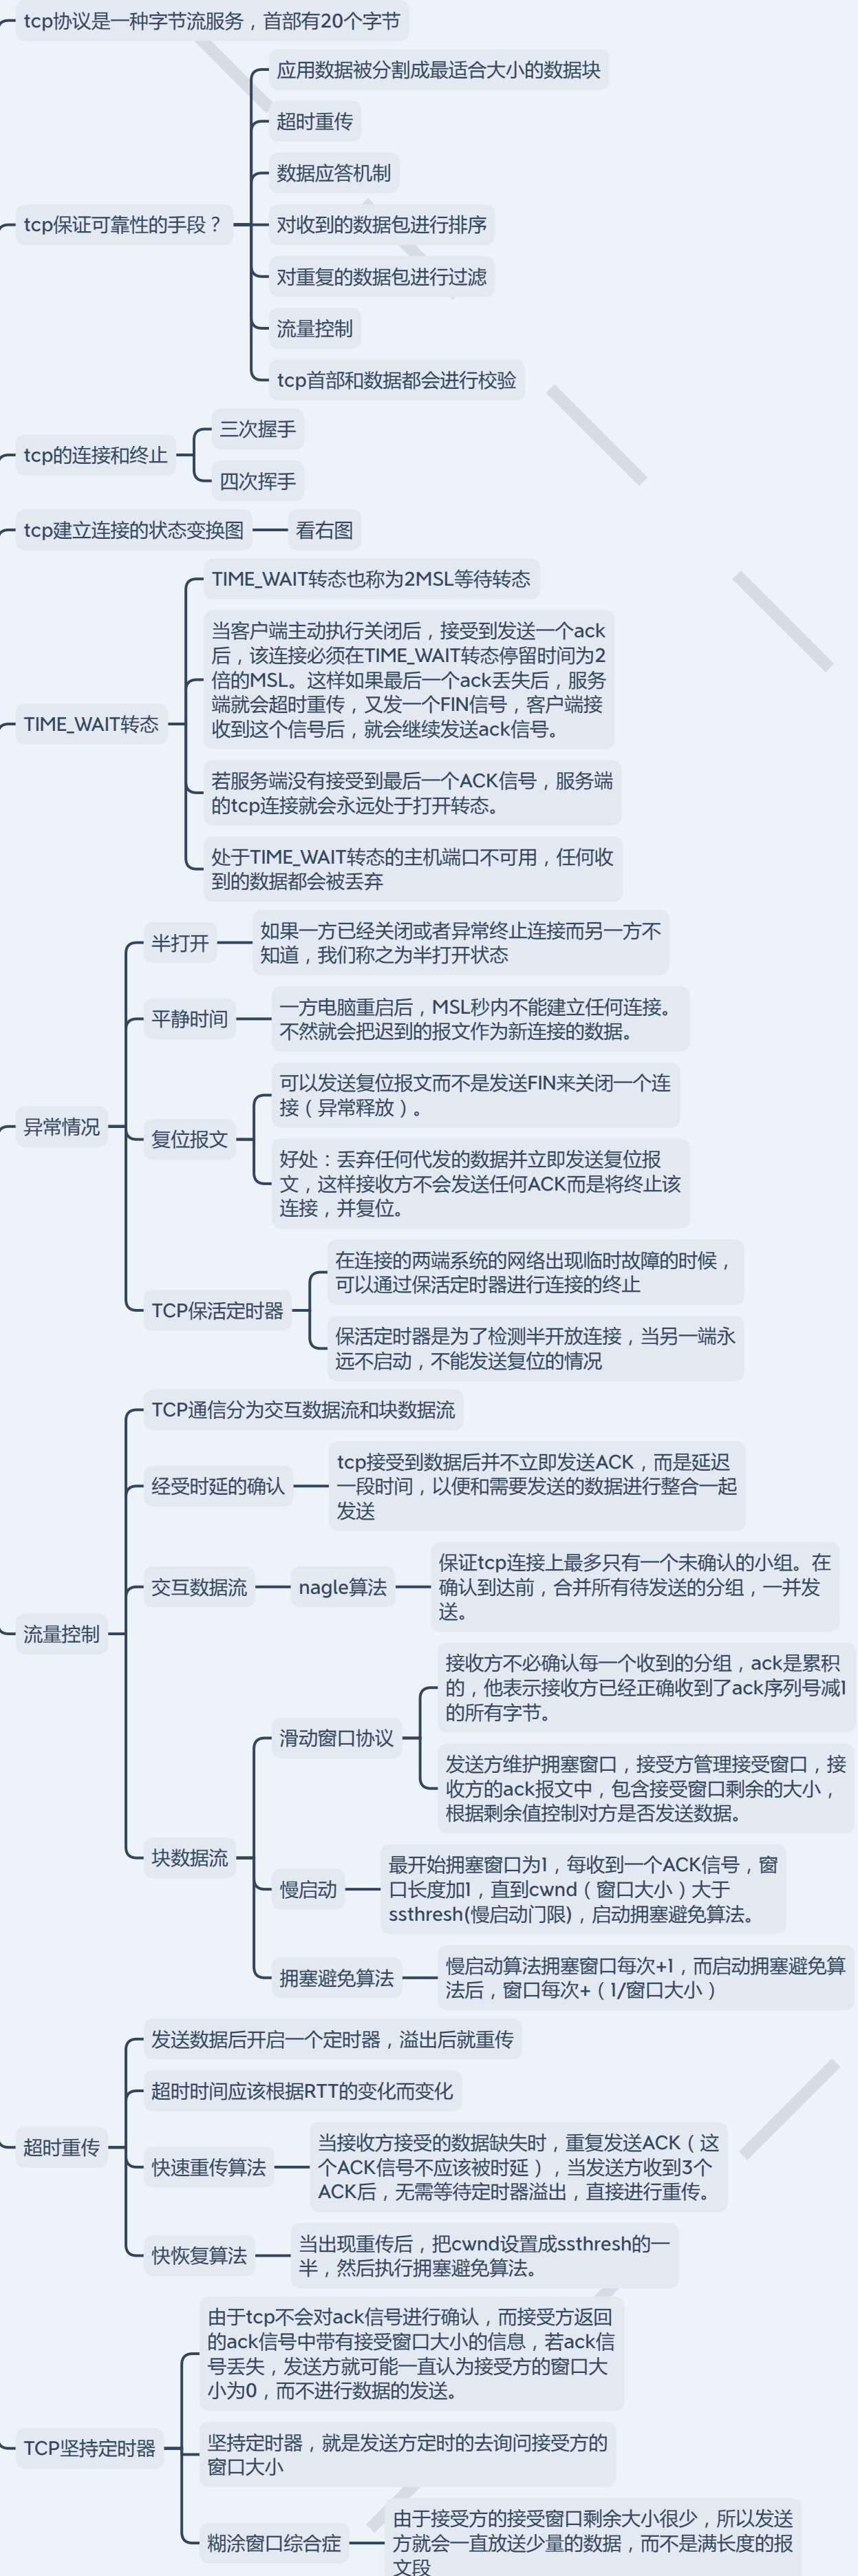 tcp协议是一种字节流服务，首部有20个字节
tcp保证可靠性的手段？
应用数据被分割成最适合大小的数据块
超时重传
数据应答机制
对收到的数据包进行排序
对重复的数据包进行过滤
流量控制
tcp首部和数据都会进行校验
tcp的连接和终止
三次握手
四次挥手
tcp建立连接的状态变换图
看右图
TIME_WAIT转态
TIME_WAIT转态也称为2MSL等待转态
当客户端主动执行关闭后，接受到发送一个ack
后，该连接必须在TIME_WAIT转态停留时间为2
倍的MSL。这样如果最后一个ack丢失后，服务
端就会超时重传，又发一个FIN信号，客户端接
收到这个信号后，就会继续发送ack信号。
若服务端没有接受到最后一个ACK信号，服务端
的tcp连接就会永远处于打开转态。
处于TIME_WAIT转态的主机端口不可用，任何收
到的数据都会被丢弃
异常情况
半打开
如果一方已经关闭或者异常终止连接而另一方不
知道，我们称之为半打开状态
平静时间
一方电脑重启后，MSL秒内不能建立任何连接。
不然就会把迟到的报文作为新连接的数据。
复位报文
可以发送复位报文而不是发送FIN来关闭一个连
接（异常释放）。
好处：丢弃任何代发的数据并立即发送复位报
文，这样接收方不会发送任何ACK而是将终止该
连接，并复位。
TCP保活定时器
在连接的两端系统的网络出现临时故障的时候，
可以通过保活定时器进行连接的终止
保活定时器是为了检测半开放连接，当另一端永
远不启动，不能发送复位的情况
流量控制
TCP通信分为交互数据流和块数据流
经受时延的确认
tcp接受到数据后并不立即发送ACK，而是延迟
一段时间，以便和需要发送的数据进行整合一起
发送
交互数据流
nagle算法
保证tcp连接上最多只有一个未确认的小组。在
确认到达前，合并所有待发送的分组，一并发
送。
块数据流
滑动窗口协议
接收方不必确认每一个收到的分组，ack是累积
的，他表示接收方已经正确收到了ack序列号减1
的所有字节。
发送方维护拥塞窗口，接受方管理接受窗口，接
收方的ack报文中，包含接受窗口剩余的大小，
根据剩余值控制对方是否发送数据。
慢启动
最开始拥塞窗口为1，每收到一个ACK信号，窗
口长度加1，直到cwnd（窗口大小）大于
ssthresh(慢启动门限)，启动拥塞避免算法。
拥塞避免算法
慢启动算法拥塞窗口每次+1，而启动拥塞避免算
法后，窗口每次+（1/窗口大小）
超时重传
发送数据后开启一个定时器，溢出后就重传
超时时间应该根据RTT的变化而变化
快速重传算法
当接收方接受的数据缺失时，重复发送ACK（这
个ACK信号不应该被时延），当发送方收到3个
ACK后，无需等待定时器溢出，直接进行重传。
快恢复算法
当出现重传后，把cwnd设置成ssthresh的一
半，然后执行拥塞避免算法。
TCP坚持定时器
由于tcp不会对ack信号进行确认，而接受方返回
的ack信号中带有接受窗口大小的信息，若ack信
号丢失，发送方就可能一直认为接受方的窗口大
小为0，而不进行数据的发送。
坚持定时器，就是发送方定时的去询问接受方的
窗口大小
糊涂窗口综合症
由于接受方的接受窗口剩余大小很少，所以发送
方就会一直放送少量的数据，而不是满长度的报
文段